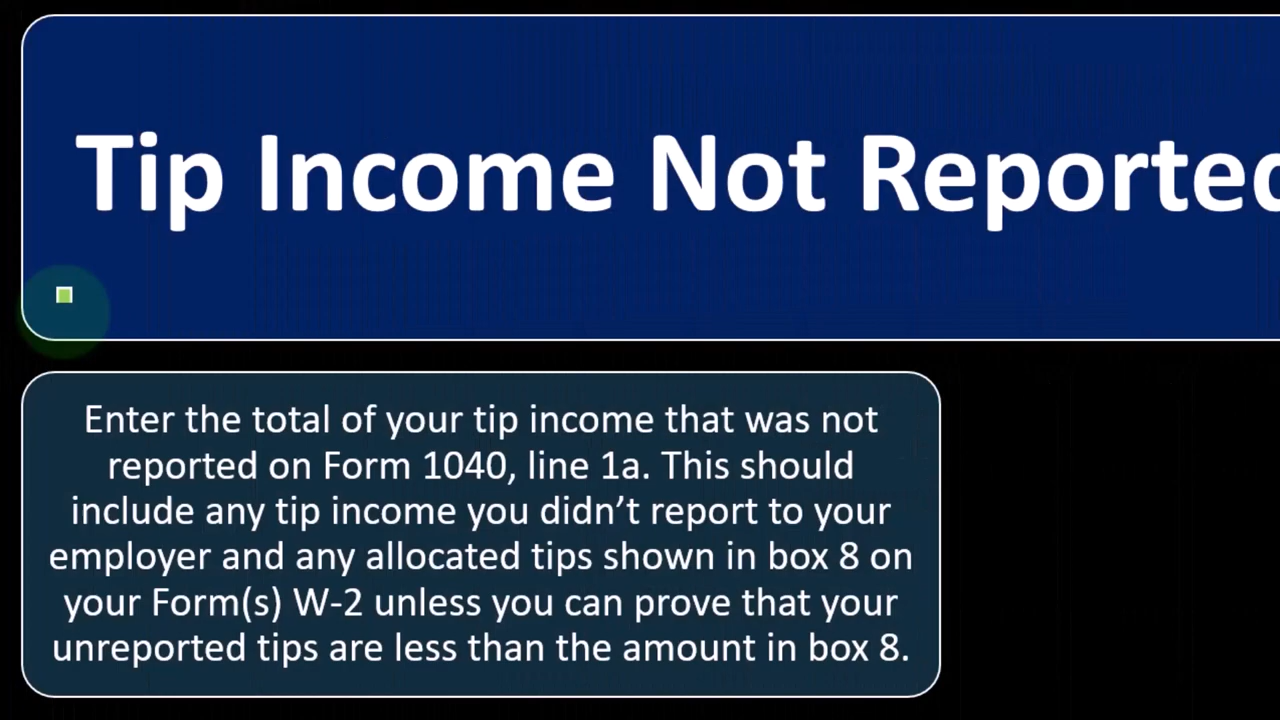 Tip Income Not Reported
Enter the total of your tip income that was not
reported on Form 1040, line 1a. This should
include any tip income you didn’t report to your
employer and any allocated tips shown in box 8 on
your Form(s) W-2 unless you can prove that your
unreported tips are less than the amount in box 8.